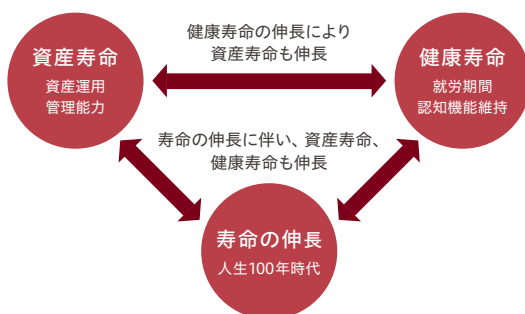 健康寿命の伸長により
資産寿命も伸長
資産寿命
資産運用
管理能力
健康寿命
就労期間
認知機能維持
寿命の伸長に伴い、資産寿命、
健康寿命も伸長
寿命の伸長
人生100年時代